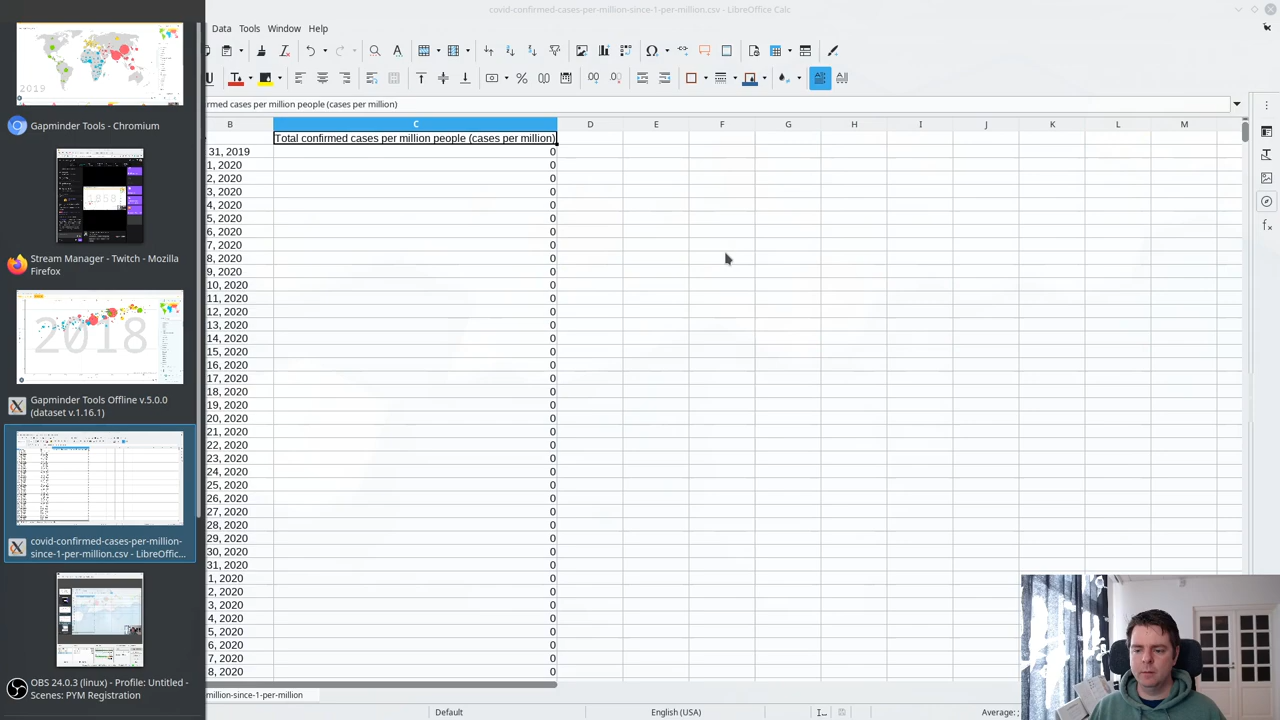 covid-confirmed-cases-per-million-since-1-per-million.csv - LibreOffice Calc
Data Tools Window Help
rmed cases per million people (cases per million)
B C D E F G H I J K L M
Total confirmed cases per million people (cases per million)
31, 2019 0
1, 2020 0
2, 2020 0
3, 2020 0
4, 2020 0
5, 2020 0
6, 2020 0
7, 2020 0
8, 2020 0
9, 2020 0
10, 2020 0
11, 2020 0
12, 2020 0
13, 2020 0
14, 2020 0
15, 2020 0
16, 2020 0
17, 2020 0
18, 2020 0
19, 2020 0
20, 2020 0
21, 2020 0
22, 2020 0
23, 2020 0
24, 2020 0
25, 2020 0
26, 2020 0
27, 2020 0
28, 2020 0
29, 2020 0
30, 2020 0
31, 2020 0
1, 2020 0
2, 2020 0
3, 2020 0
4, 2020 0
5, 2020 0
6, 2020 0
7, 2020 0
8, 2020 0
million-since-1-per-million
Default English (USA) Average: ;
2019
Gapminder Tools - Chromium
1858
Stream Manager - Twitch - Mozilla
Firefox
2018
Gapminder Tools Offline v.5.0.0
(dataset v.1.16.1)
covid-confirmed-cases-per-million-
since-1-per-million.csv - LibreOffic...
OBS 24.0.3 (linux) - Profile: Untitled -
Scenes: PYM Registration